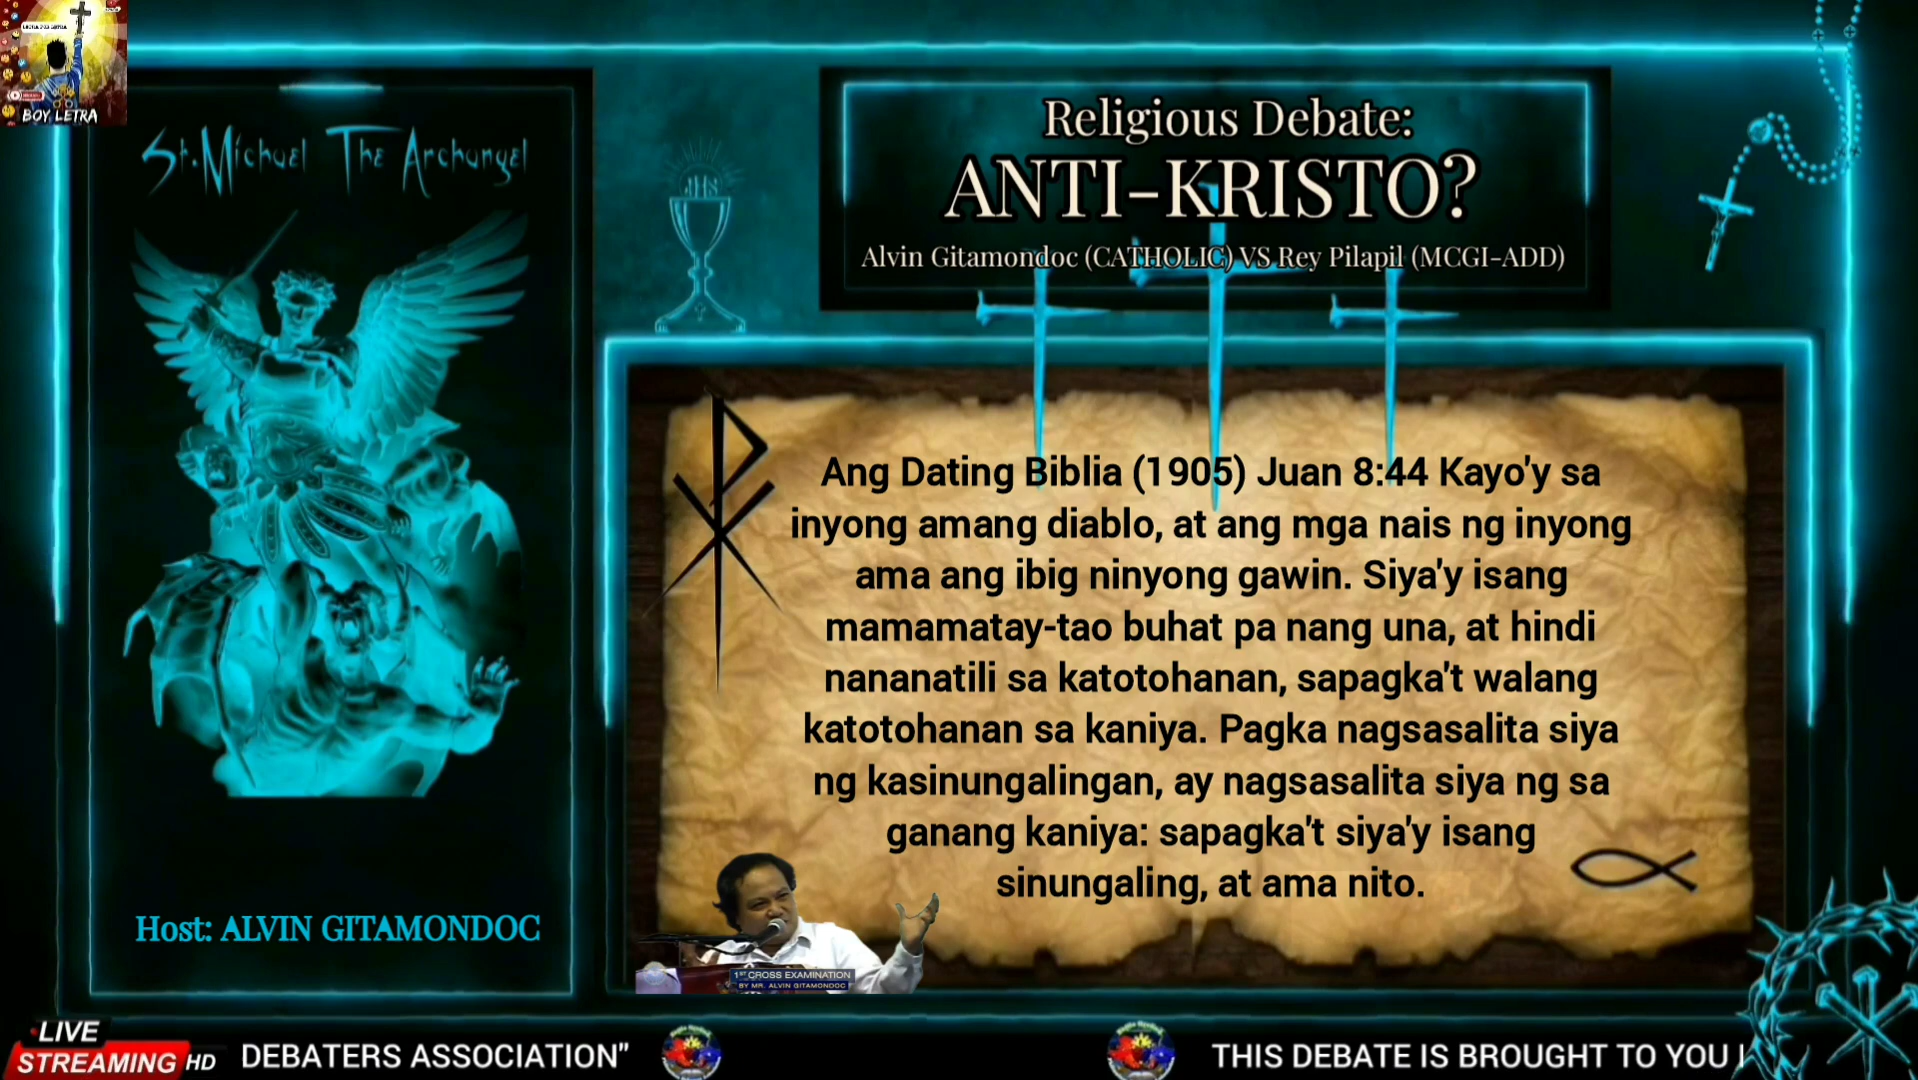 BOY LETRA
St. Michael The Archangel
IHS
Religious Debate:
ANTI-KRISTO?
Alvin Gitamondoc (CATHOLIC) VS Rey Pilapil (MCGI-ADD)
Ang Dating Biblia (1905) Juan 8:44 Kayo'y sa
inyong amang diablo, at ang mga nais ng inyong
ama ang ibig ninyong gawin. Siya'y isang
mamamatay-tao buhat pa nang una, at hindi
nananatili sa katotohanan, sapagka't walang
katotohanan sa kaniya. Pagka nagsasalita siya
ng kasinungalingan, ay nagsasalita siya ng sa
ganang kaniya: sapagka't siya'y isang
sinungaling, at ama nito.
Host: ALVIN GITAMONDOC
1ST CROSS EXAMINATION
BY MR. ALVIN GITAMONDOC
LIVE
STREAMING HD
DEBATERS ASSOCIATION" THIS DEBATE IS BROUGHT TO YOU